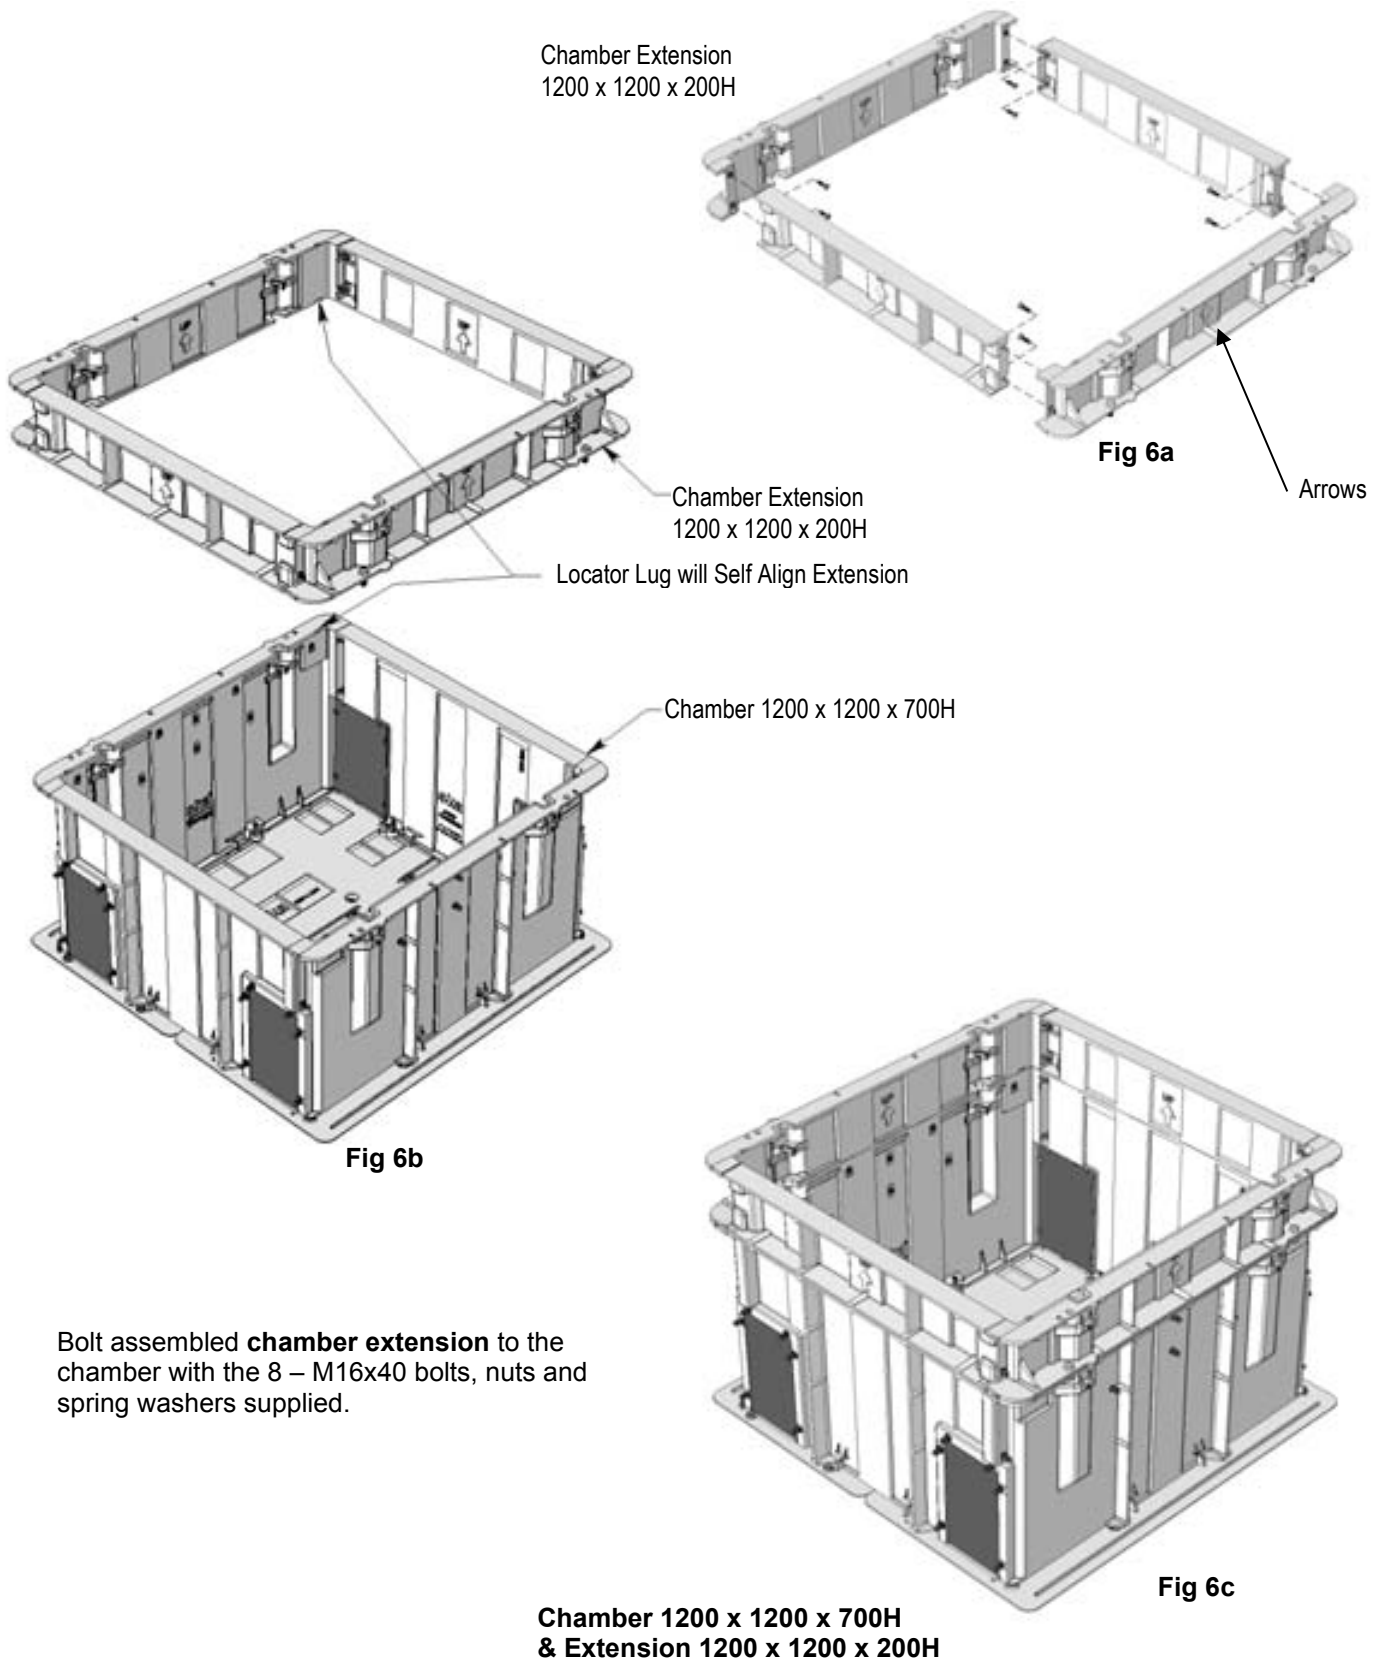 Chamber Extension
1200 x 1200 x 200H
Fig 6a
Arrows
Chamber Extension
1200 x 1200 x 200H
Locator Lug will Self Align Extension
Chamber 1200 x 1200 x 700H
Fig 6b
Bolt assembled chamber extension to the
chamber with the 8 – M16x40 bolts, nuts and
spring washers supplied.
Fig 6c
Chamber 1200 x 1200 x 700H
& Extension 1200 x 1200 x 200H